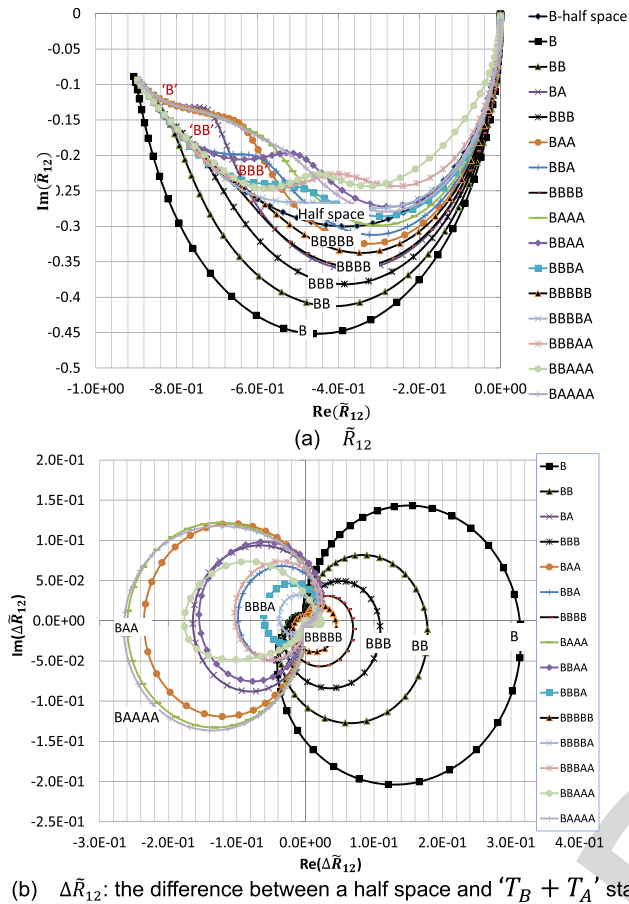 0
-0.05
-0.1
-0.15
-0.2
-0.25
-0.3
-0.35
-0.4
-0.45
-0.5
Im(R̃₁₂)
'B'
'BB'
BBB'
Half space
BBBBB
BBBB
BBB
BB
B
-1.0E+00 -8.0E-01 -6.0E-01 -4.0E-01 -2.0E-01 0.0E+00
Re(R̃₁₂)
B-half space
B
BB
BA
BBB
BAA
BBA
BBBB
BAAA
BBAA
BBBA
BBBBB
BBBBA
BBBAA
BBAAA
BAAAA
(a) R̃₁₂
2.0E-01
1.5E-01
1.0E-01
5.0E-02
0.0E+00
-5.0E-02
-1.0E-01
-1.5E-01
-2.0E-01
-2.5E-01
Im(ΔR̃₁₂)
BBBA
BAA
BAAAA
BBBBB
BBB
BB
B
-3.0E-01 -2.0E-01 -1.0E-01 0.0E+00 1.0E-01 2.0E-01 3.0E-01
Re(ΔR̃₁₂)
B
BB
BA
BBB
BAA
BBA
BBBB
BAAA
BBAA
BBBA
BBBBB
BBBBA
BBBAA
BBAAA
BAAAA
(b) ΔR̃₁₂: the difference between a half space and 'T_B + T_A' sta